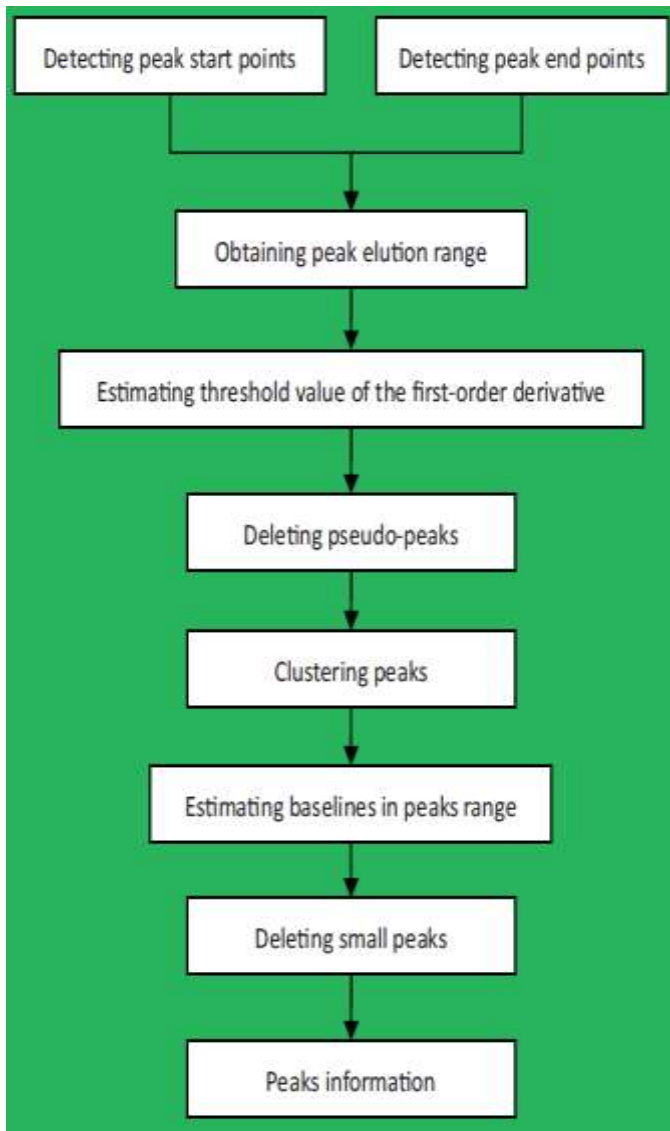 Detecting peak start points
Detecting peak end points
Obtaining peak elution range
Estimating threshold value of the first-order derivative
Deleting pseudo-peaks
Clustering peaks
Estimating baselines in peaks range
Deleting small peaks
Peaks information